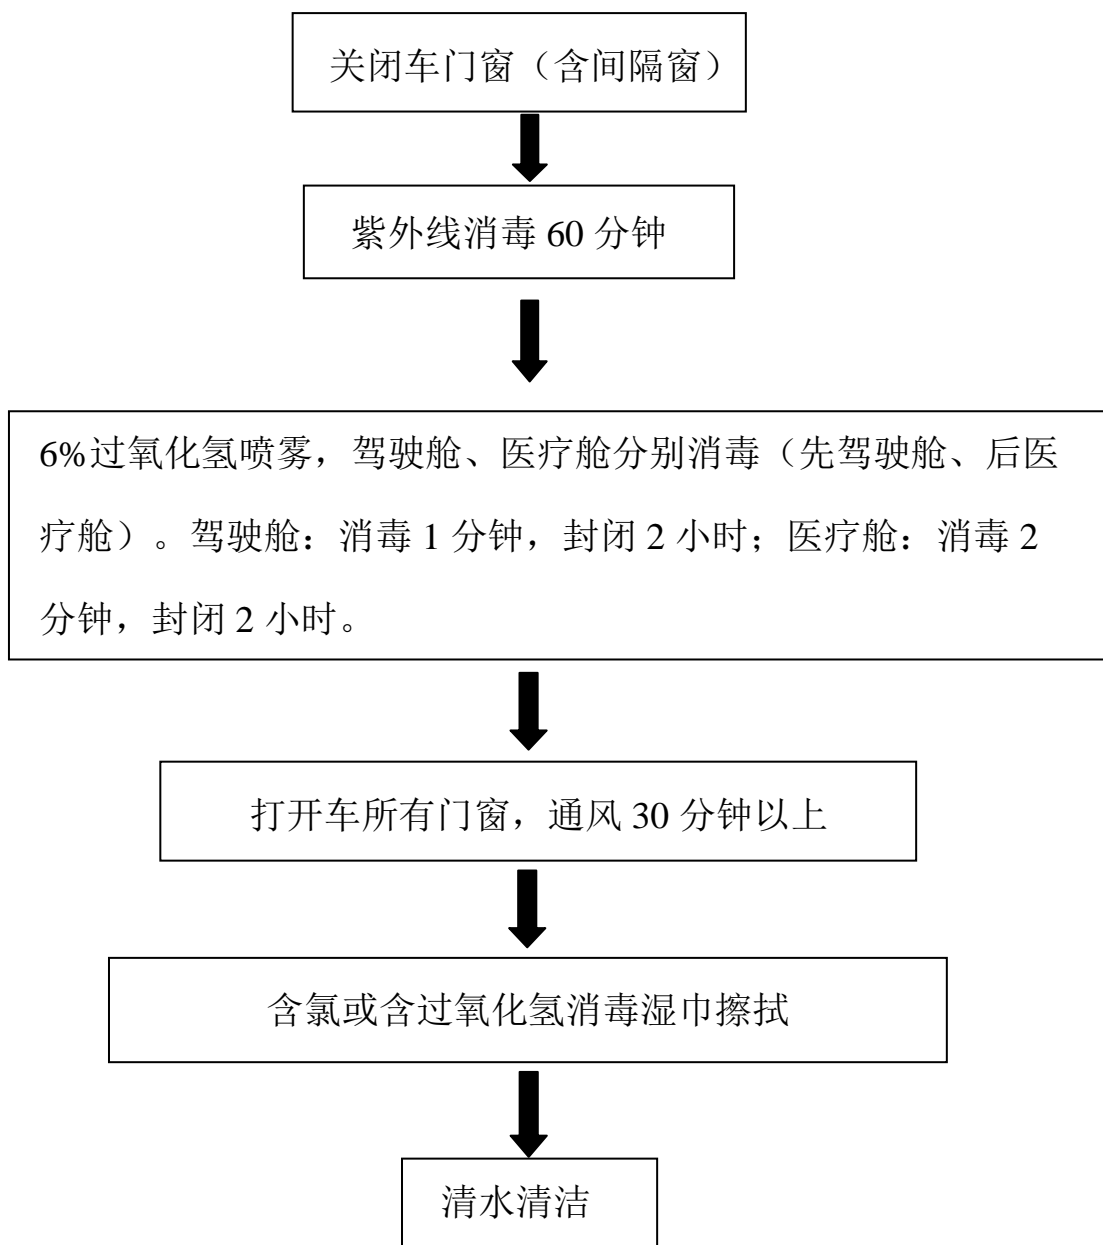 关闭车门窗（含间隔窗）
紫外线消毒 60 分钟
6%过氧化氢喷雾，驾驶舱、医疗舱分别消毒（先驾驶舱、后医
疗舱）。驾驶舱：消毒 1 分钟，封闭 2 小时；医疗舱：消毒 2
分钟，封闭 2 小时。
打开车所有门窗，通风 30 分钟以上
含氯或含过氧化氢消毒湿巾擦拭
清水清洁